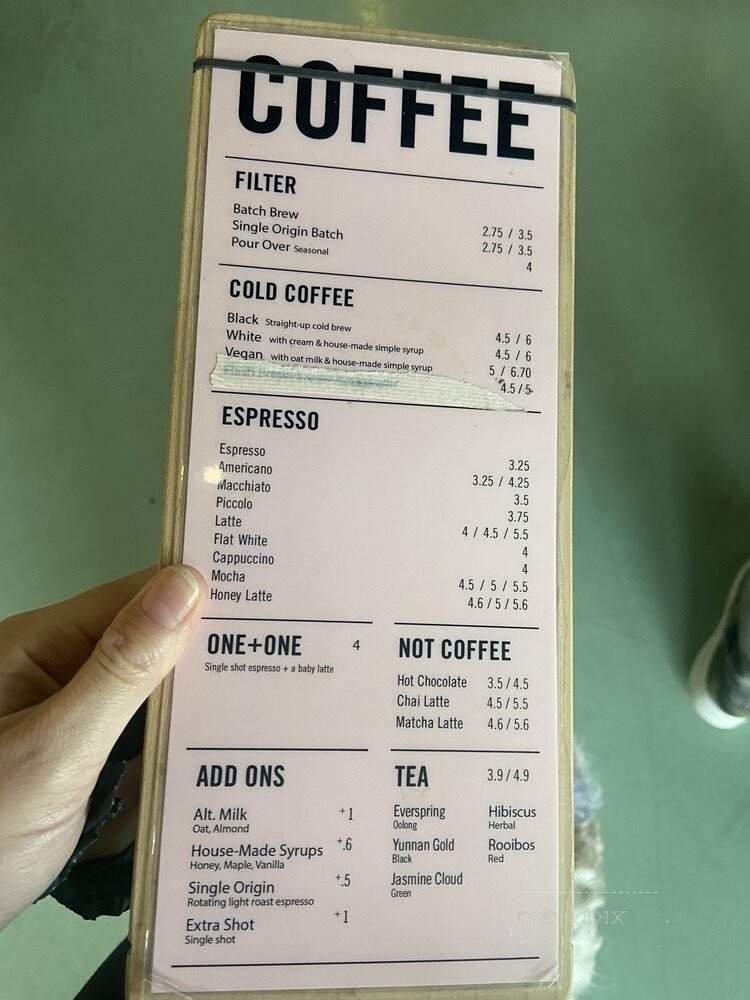 COFFEE
FILTER
Batch Brew 2.75 / 3.5
Single Origin Batch 2.75 / 3.5
Pour Over Seasonal 4
COLD COFFEE
Black Straight-up cold brew 4.5 / 6
White with cream & house-made simple syrup 4.5 / 6
Vegan with oat milk & house-made simple syrup 5 / 6.70
4.5 / 5
ESPRESSO
Espresso 3.25
Americano 3.25 / 4.25
Macchiato 3.5
Piccolo 3.75
Latte 4 / 4.5 / 5.5
Flat White 4
Cappuccino 4
Mocha 4.5 / 5 / 5.5
Honey Latte 4.6 / 5 / 5.6
ONE+ONE 4
Single shot espresso + a baby latte
NOT COFFEE
Hot Chocolate 3.5 / 4.5
Chai Latte 4.5 / 5.5
Matcha Latte 4.6 / 5.6
ADD ONS
Alt. Milk +1
Oat, Almond
House-Made Syrups +.6
Honey, Maple, Vanilla
Single Origin +.5
Rotating light roast espresso
Extra Shot +1
Single shot
TEA 3.9 / 4.9
Everspring
Oolong
Yunnan Gold
Black
Jasmine Cloud
Green
Hibiscus
Herbal
Rooibos
Red
menupix